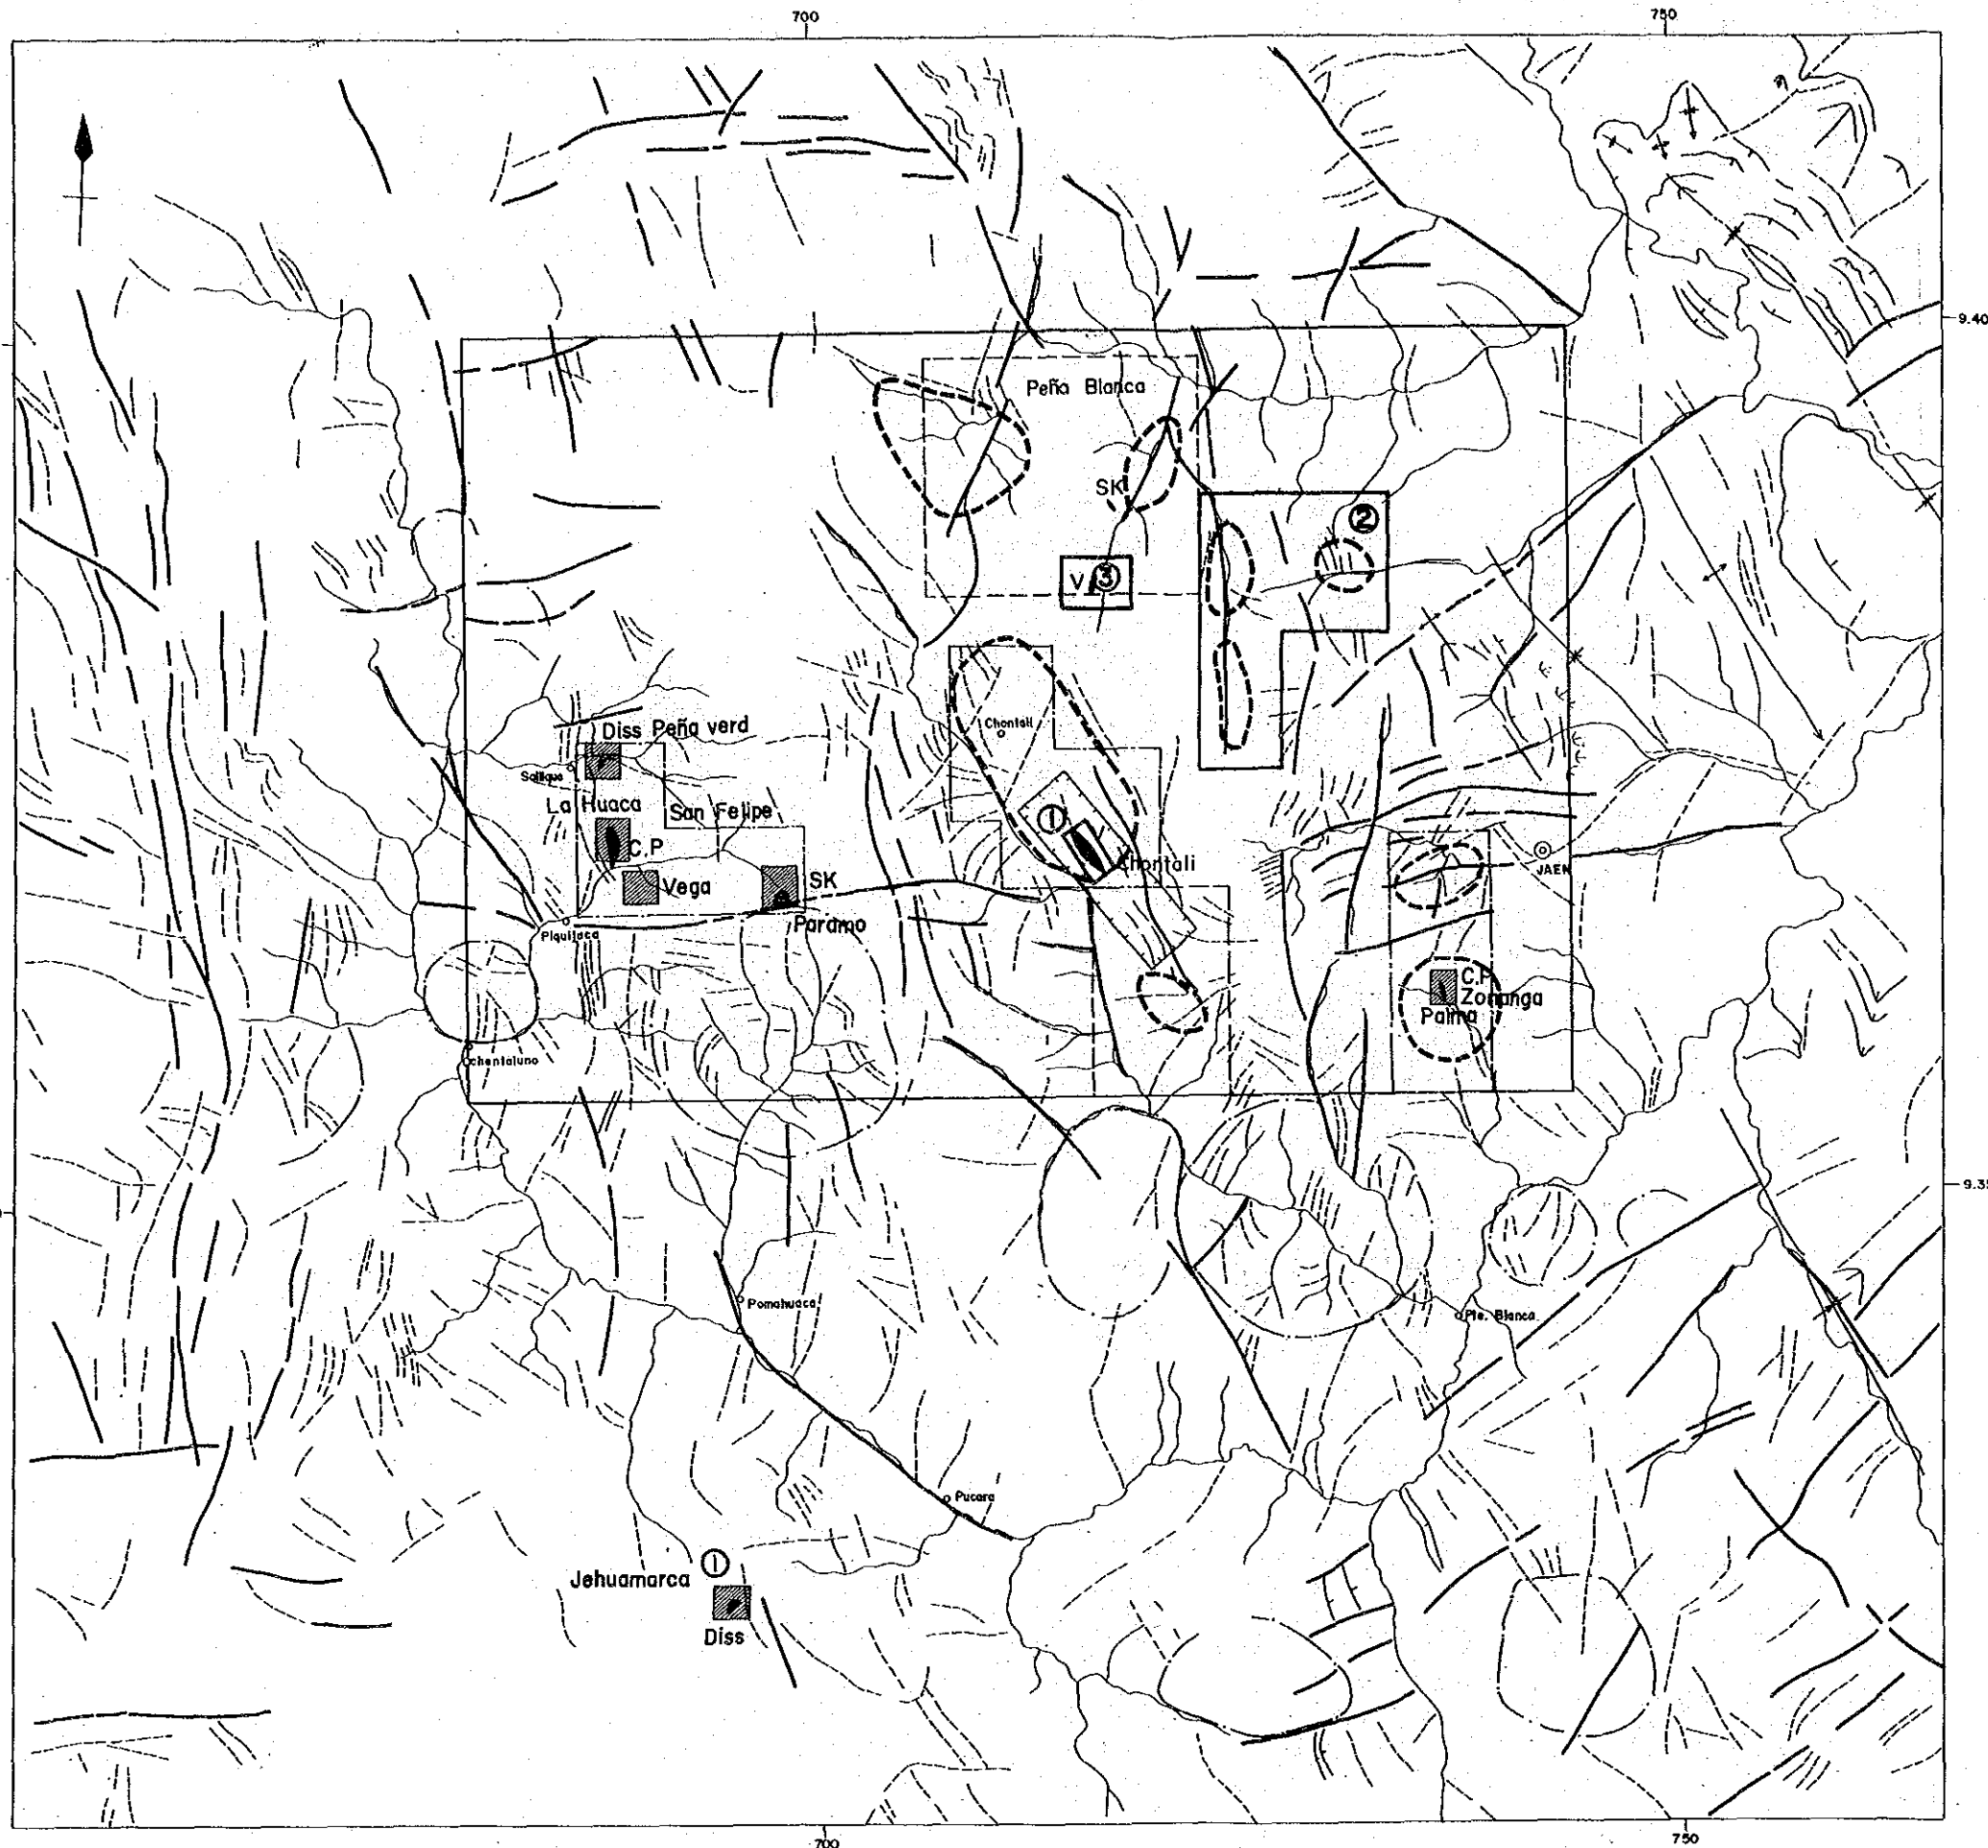 700
750
9.40
Peña Blanca
SK
②
V
③
Chontali
Diss Peña verd
Sallique
La Huaca
San Felipe
①
C.P
Chontali
Vega
SK
JAEN
Paramo
Piquijaca
C.P
Zonanga
Palma
chontaluno
9.35
Pomahuaca
Pte. Blanca
Pucara
①
Jehuamarca
Diss
700
750